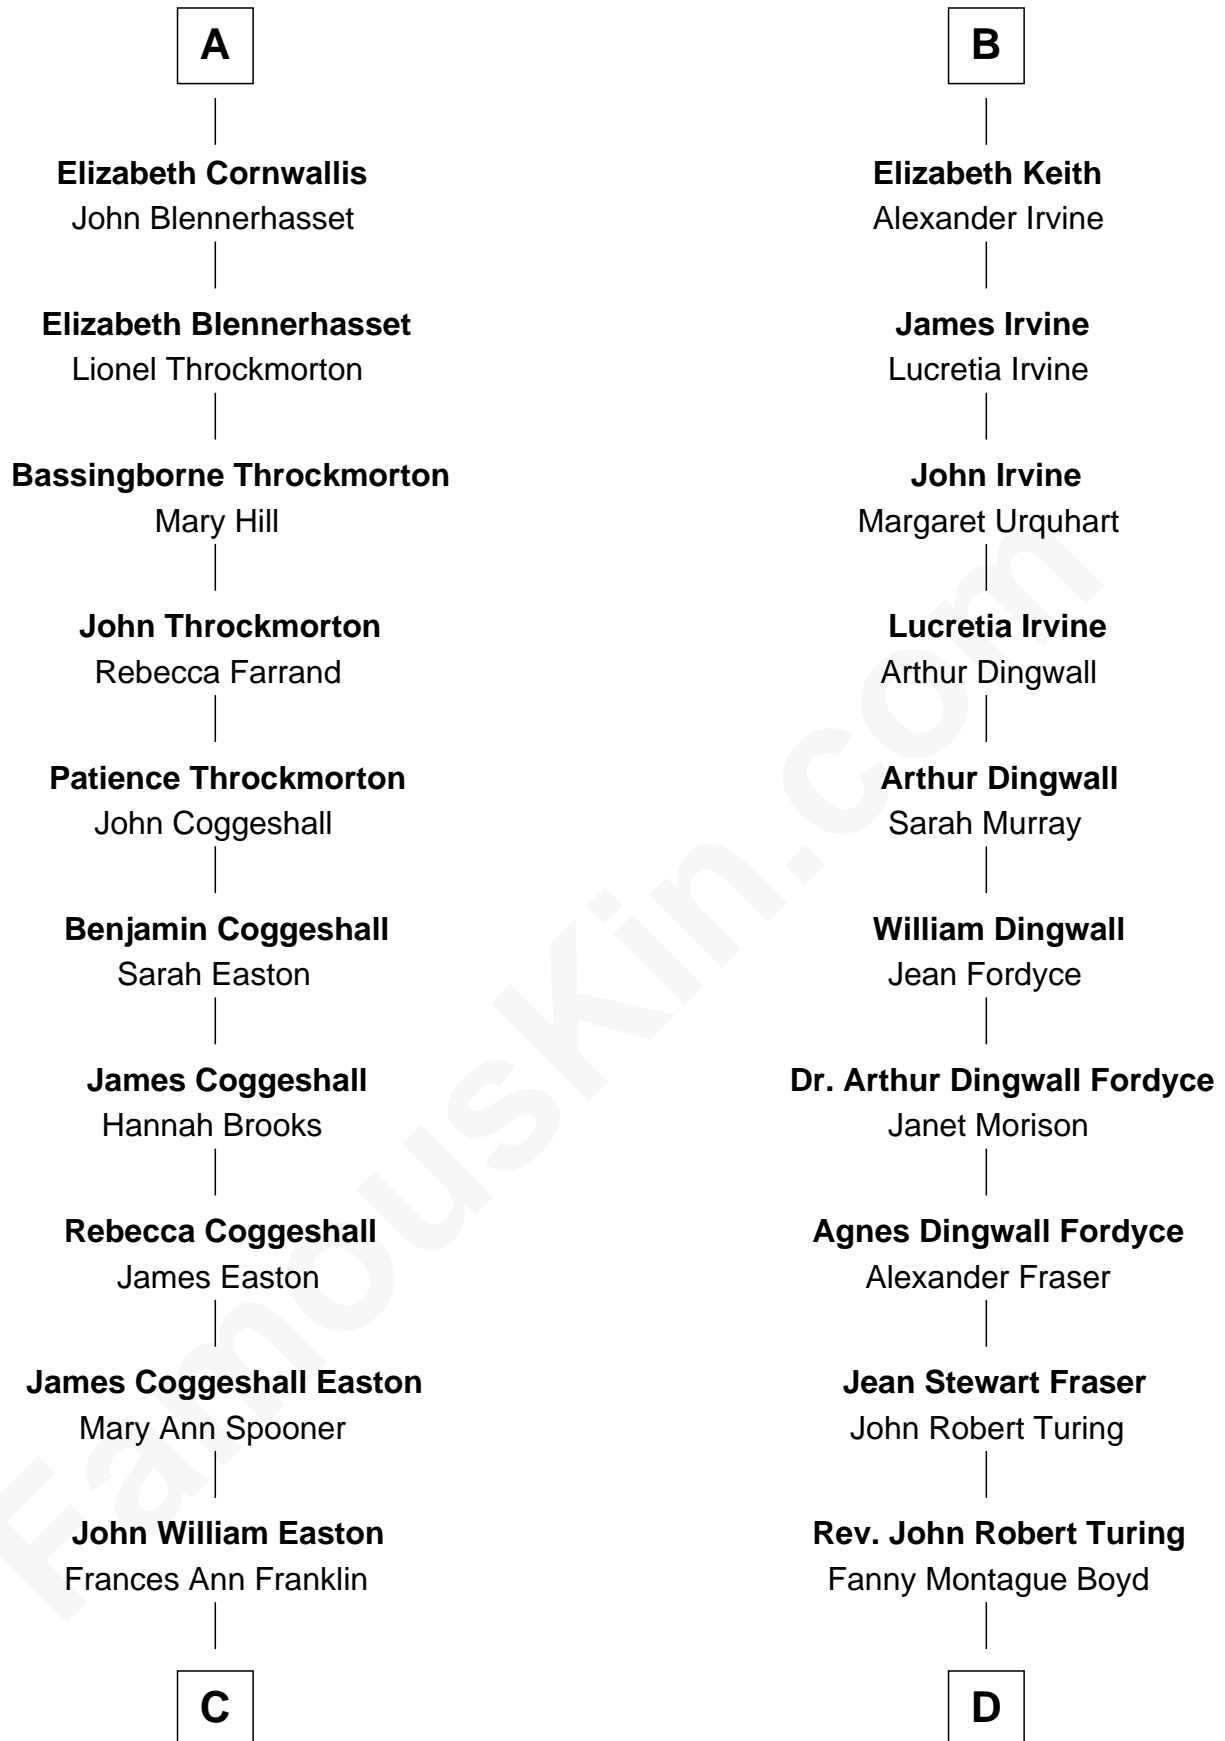 A
Elizabeth Cornwallis
John Blennerhasset
Elizabeth Blennerhasset
Lionel Throckmorton
Bassingborne Throckmorton
Mary Hill
John Throckmorton
Rebecca Farrand
Patience Throckmorton
John Coggeshall
Benjamin Coggeshall
Sarah Easton
James Coggeshall
Hannah Brooks
Rebecca Coggeshall
James Easton
James Coggeshall Easton
Mary Ann Spooner
John William Easton
Frances Ann Franklin
C
B
Elizabeth Keith
Alexander Irvine
James Irvine
Lucretia Irvine
John Irvine
Margaret Urquhart
Lucretia Irvine
Arthur Dingwall
Arthur Dingwall
Sarah Murray
William Dingwall
Jean Fordyce
Dr. Arthur Dingwall Fordyce
Janet Morison
Agnes Dingwall Fordyce
Alexander Fraser
Jean Stewart Fraser
John Robert Turing
Rev. John Robert Turing
Fanny Montague Boyd
D
FamousKin.com